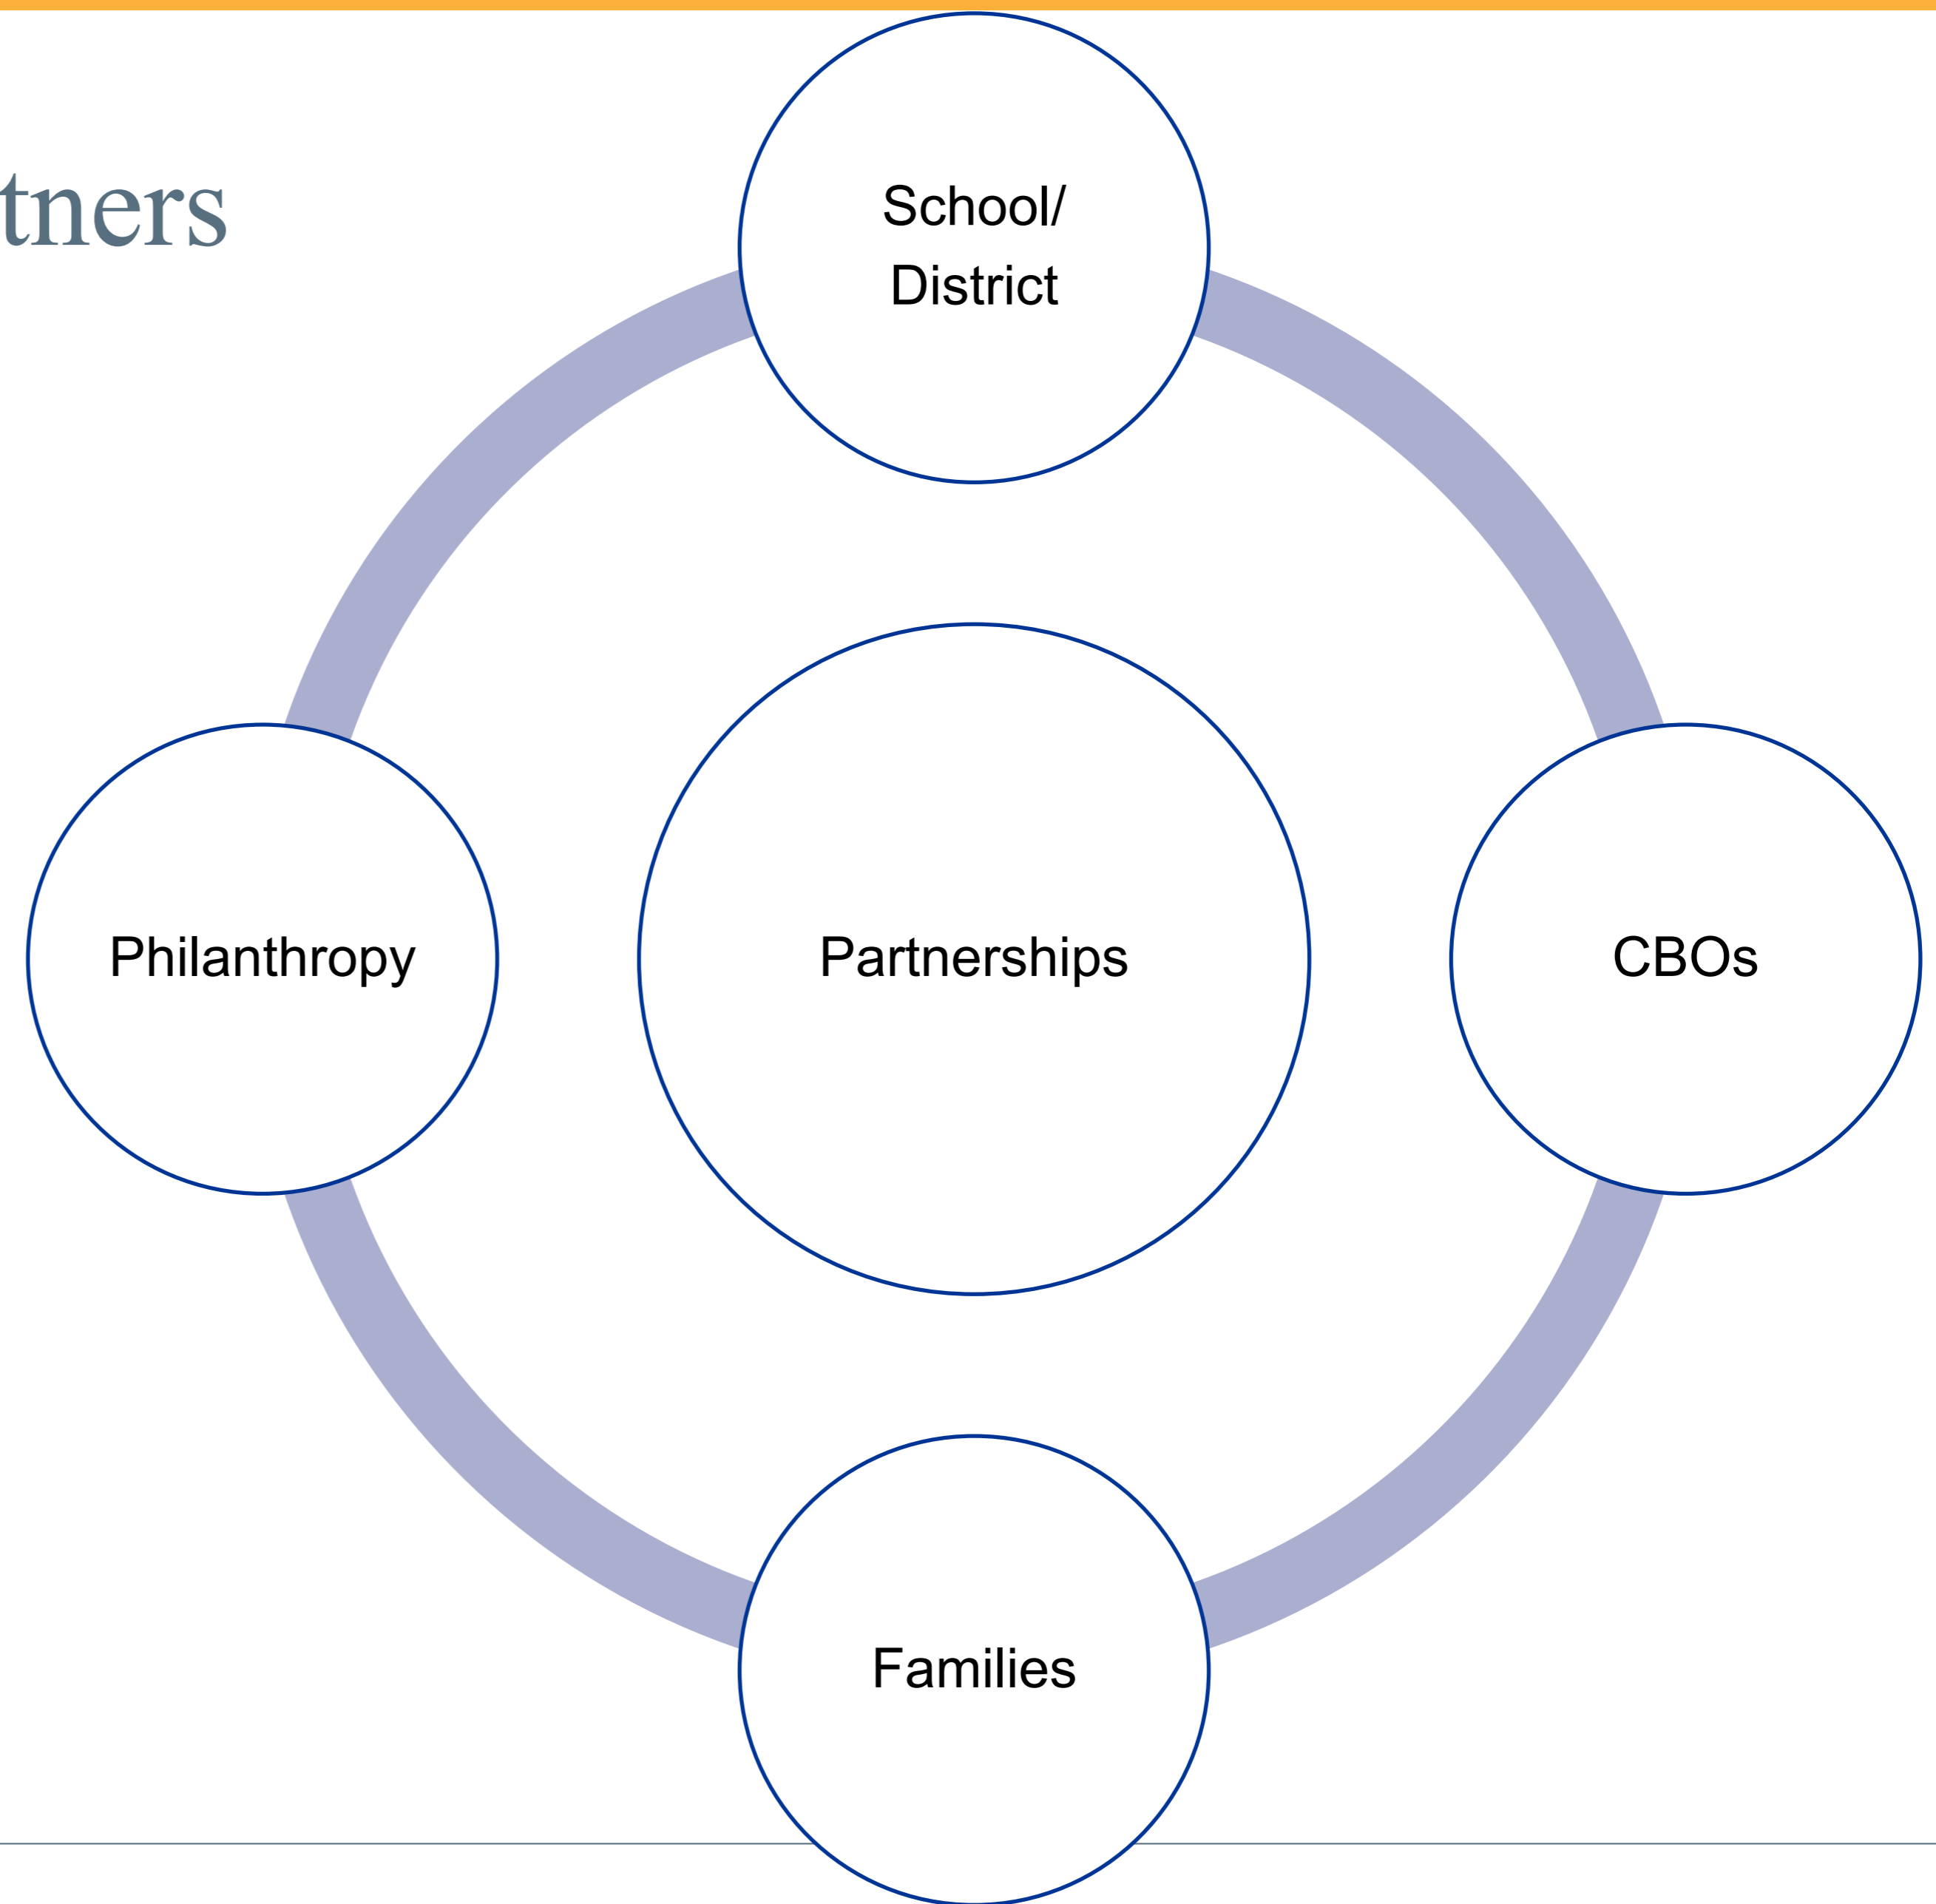 tners
School/
District
Philanthropy
Partnerships
CBOs
Families